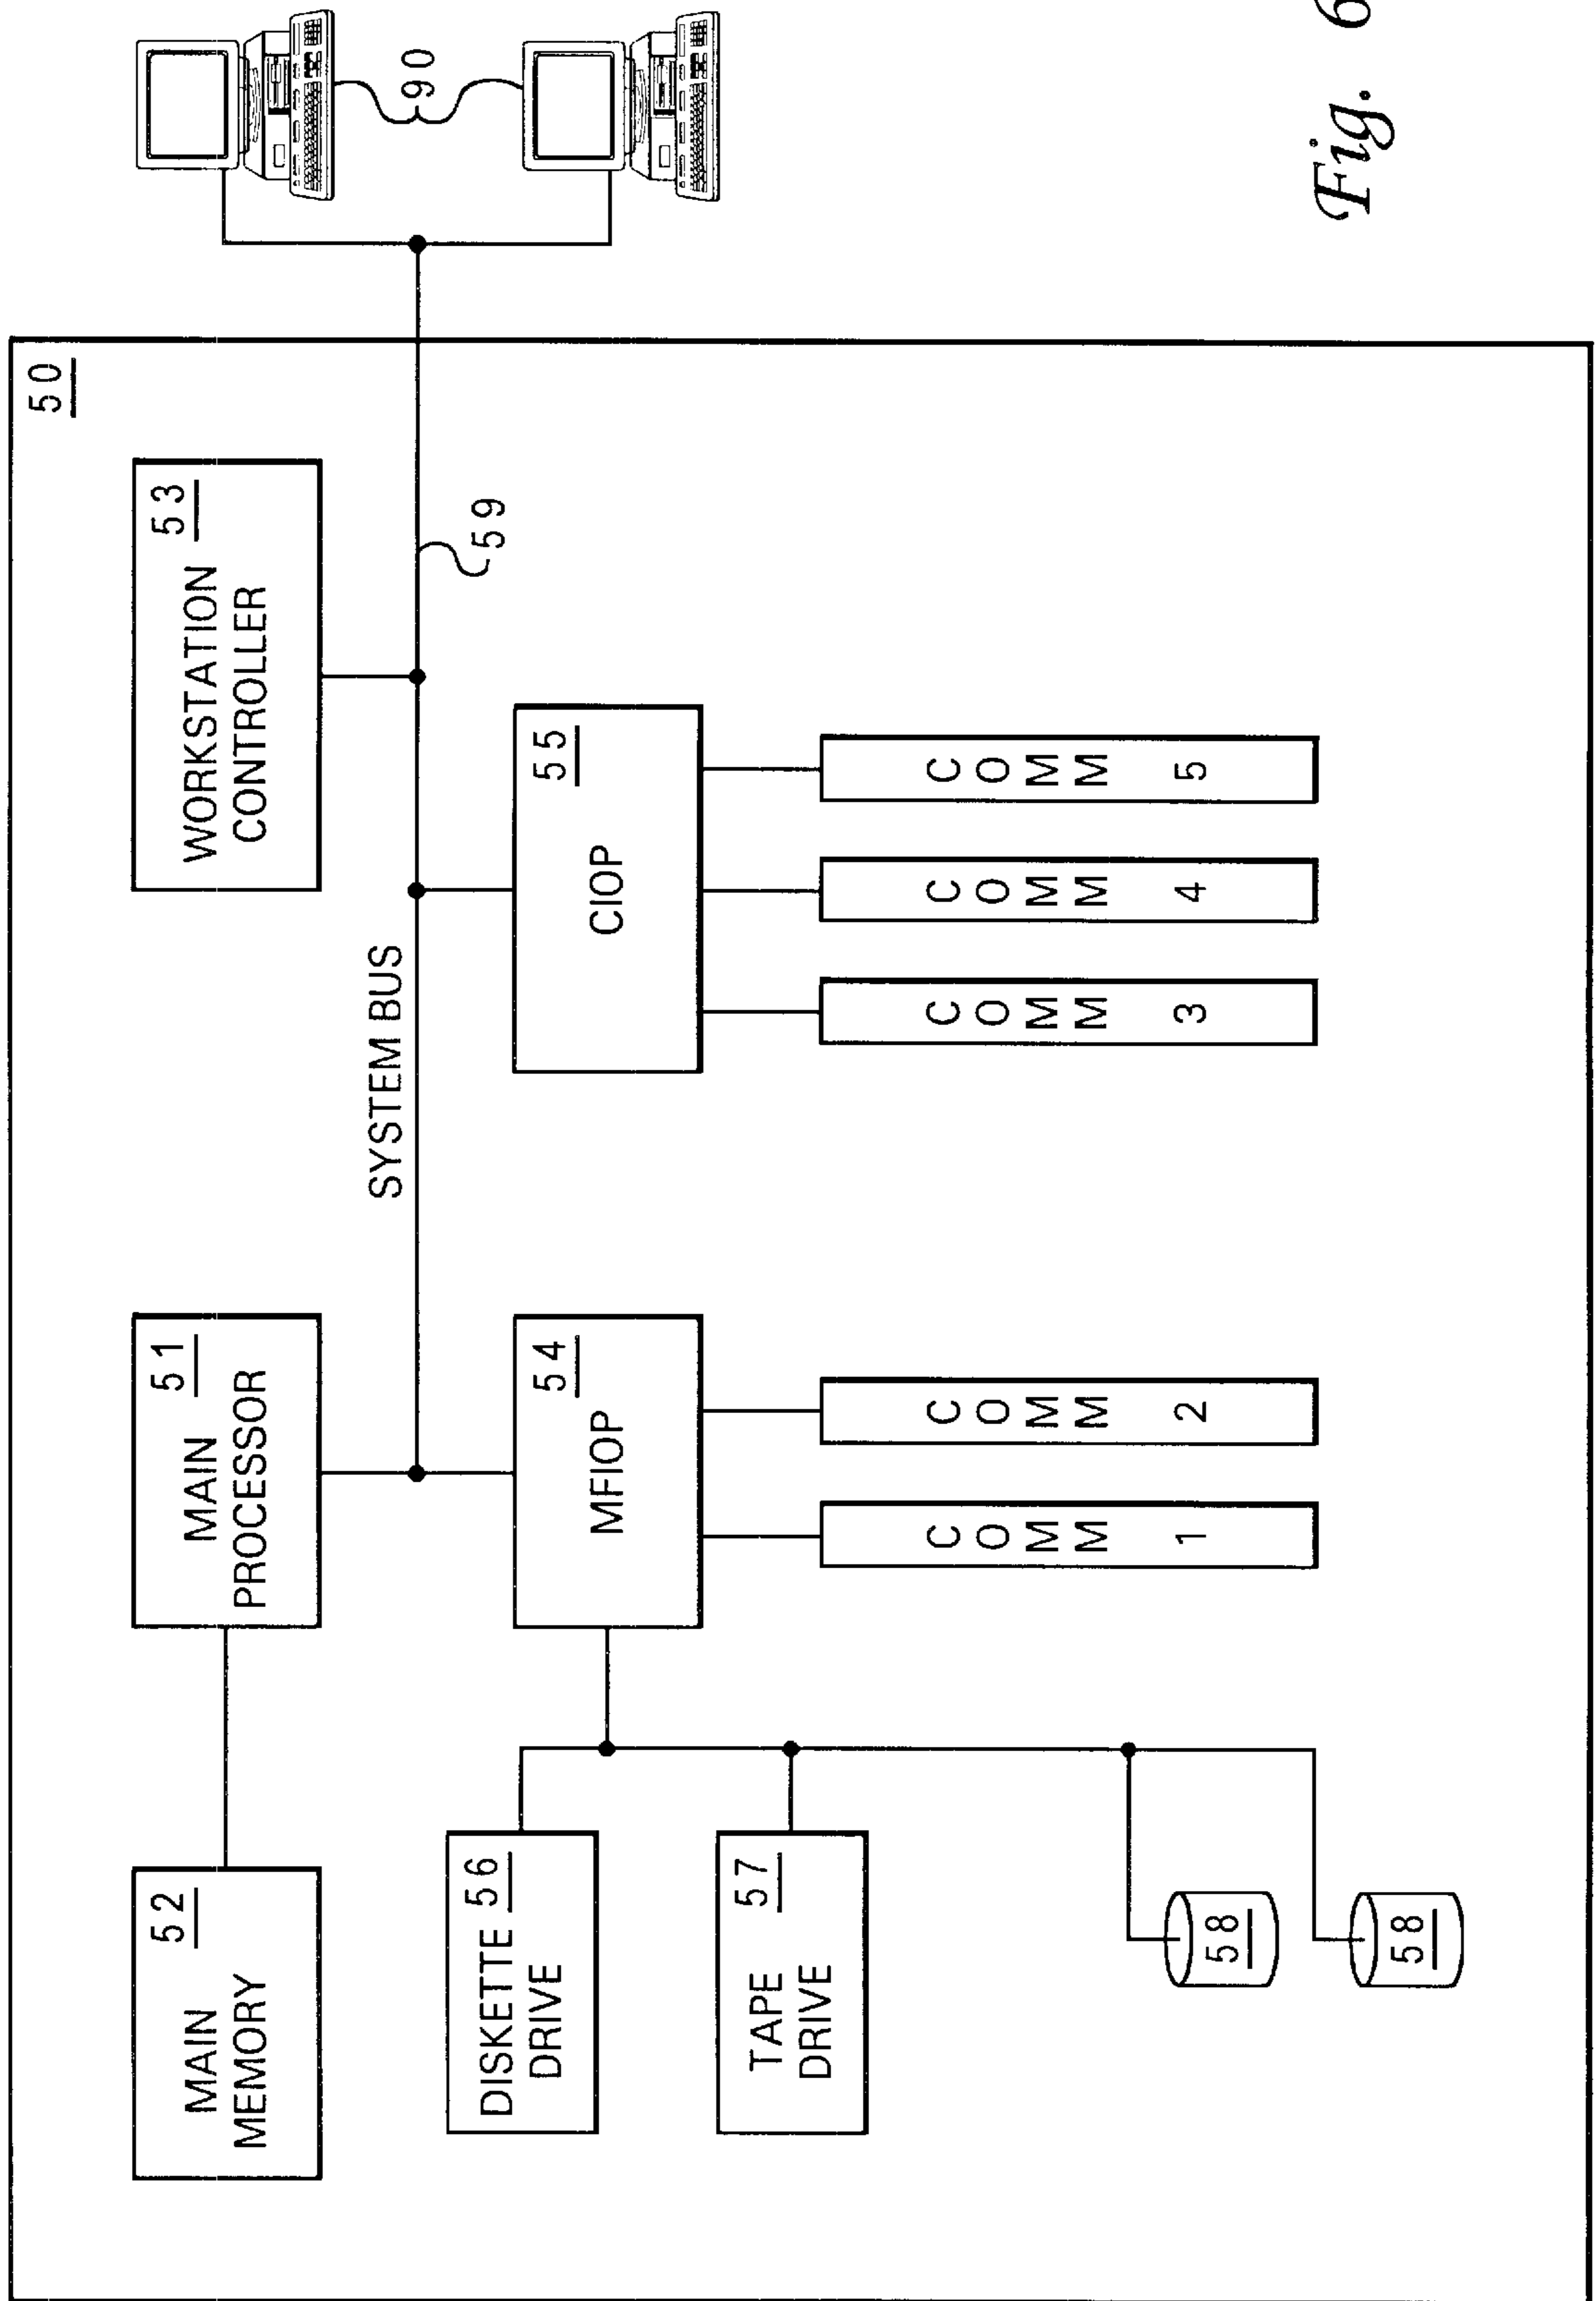 50
MAIN
MEMORY
52
MAIN
PROCESSOR
51
WORKSTATION
CONTROLLER
53
SYSTEM BUS
59
90
DISKETTE
DRIVE
56
TAPE
DRIVE
57
58
58
MFIOP
54
COMM 1
COMM 2
CIOP
55
COMM 3
COMM 4
COMM 5
Fig. 6